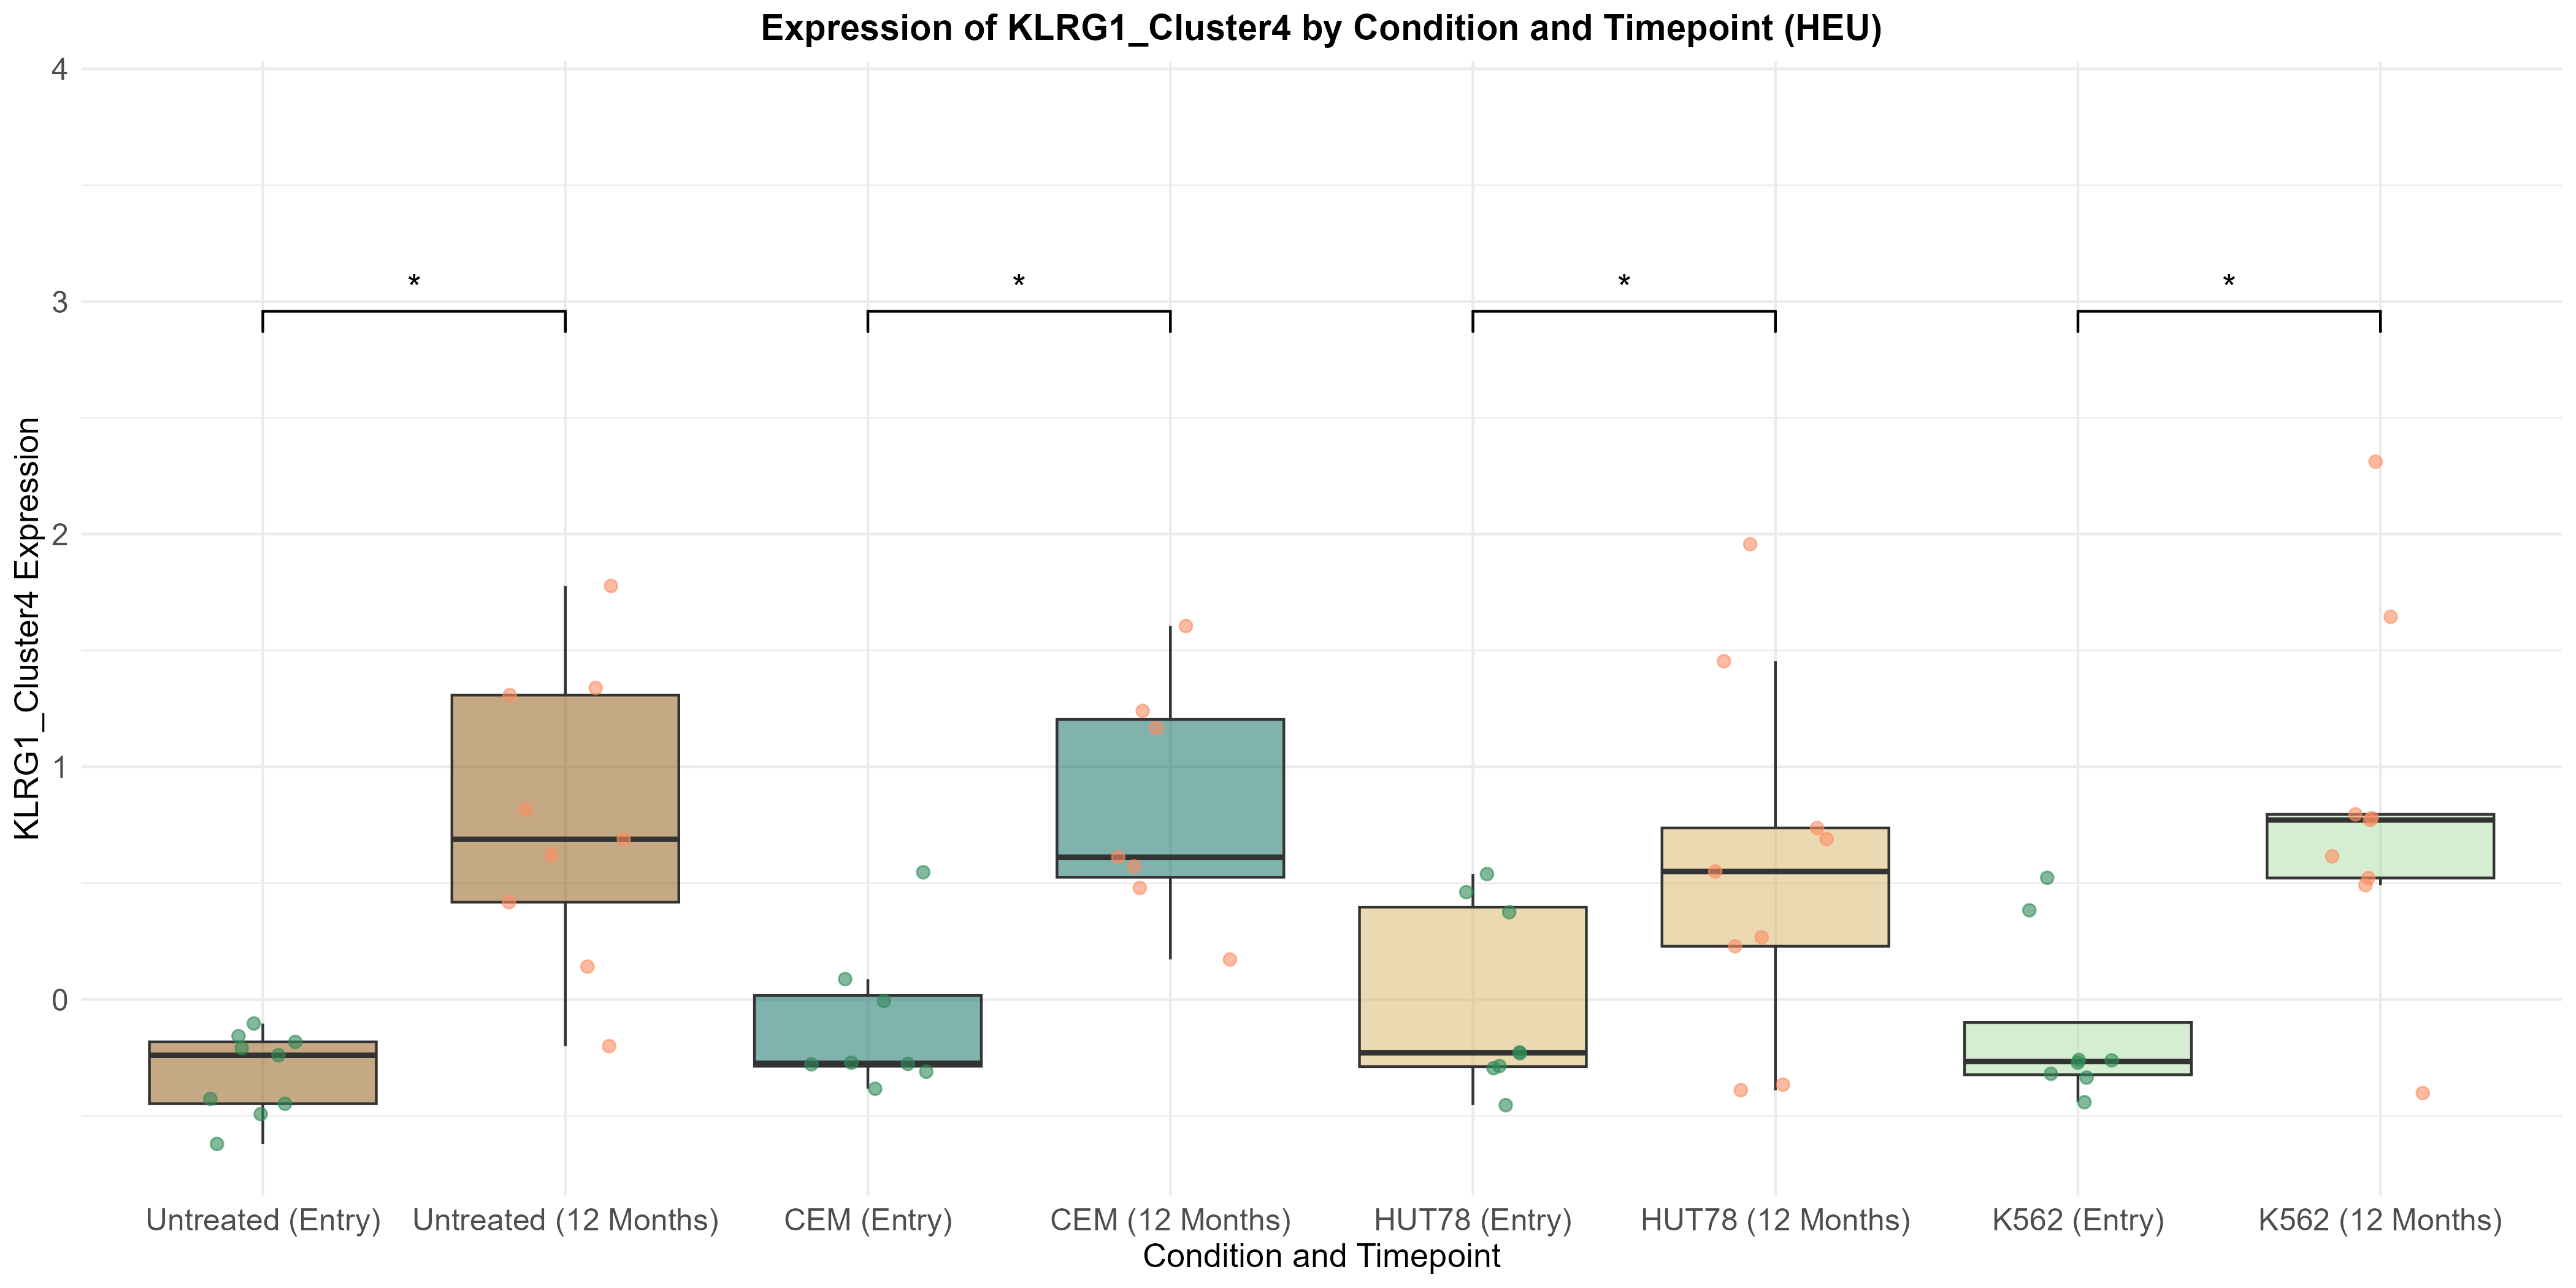 Expression of KLRG1_Cluster4 by Condition and Timepoint (HEU)
KLRG1_Cluster4 Expression
4
3
2
1
0
*
*
*
*
Untreated (Entry)
Untreated (12 Months)
CEM (Entry)
CEM (12 Months)
HUT78 (Entry)
HUT78 (12 Months)
K562 (Entry)
K562 (12 Months)
Condition and Timepoint